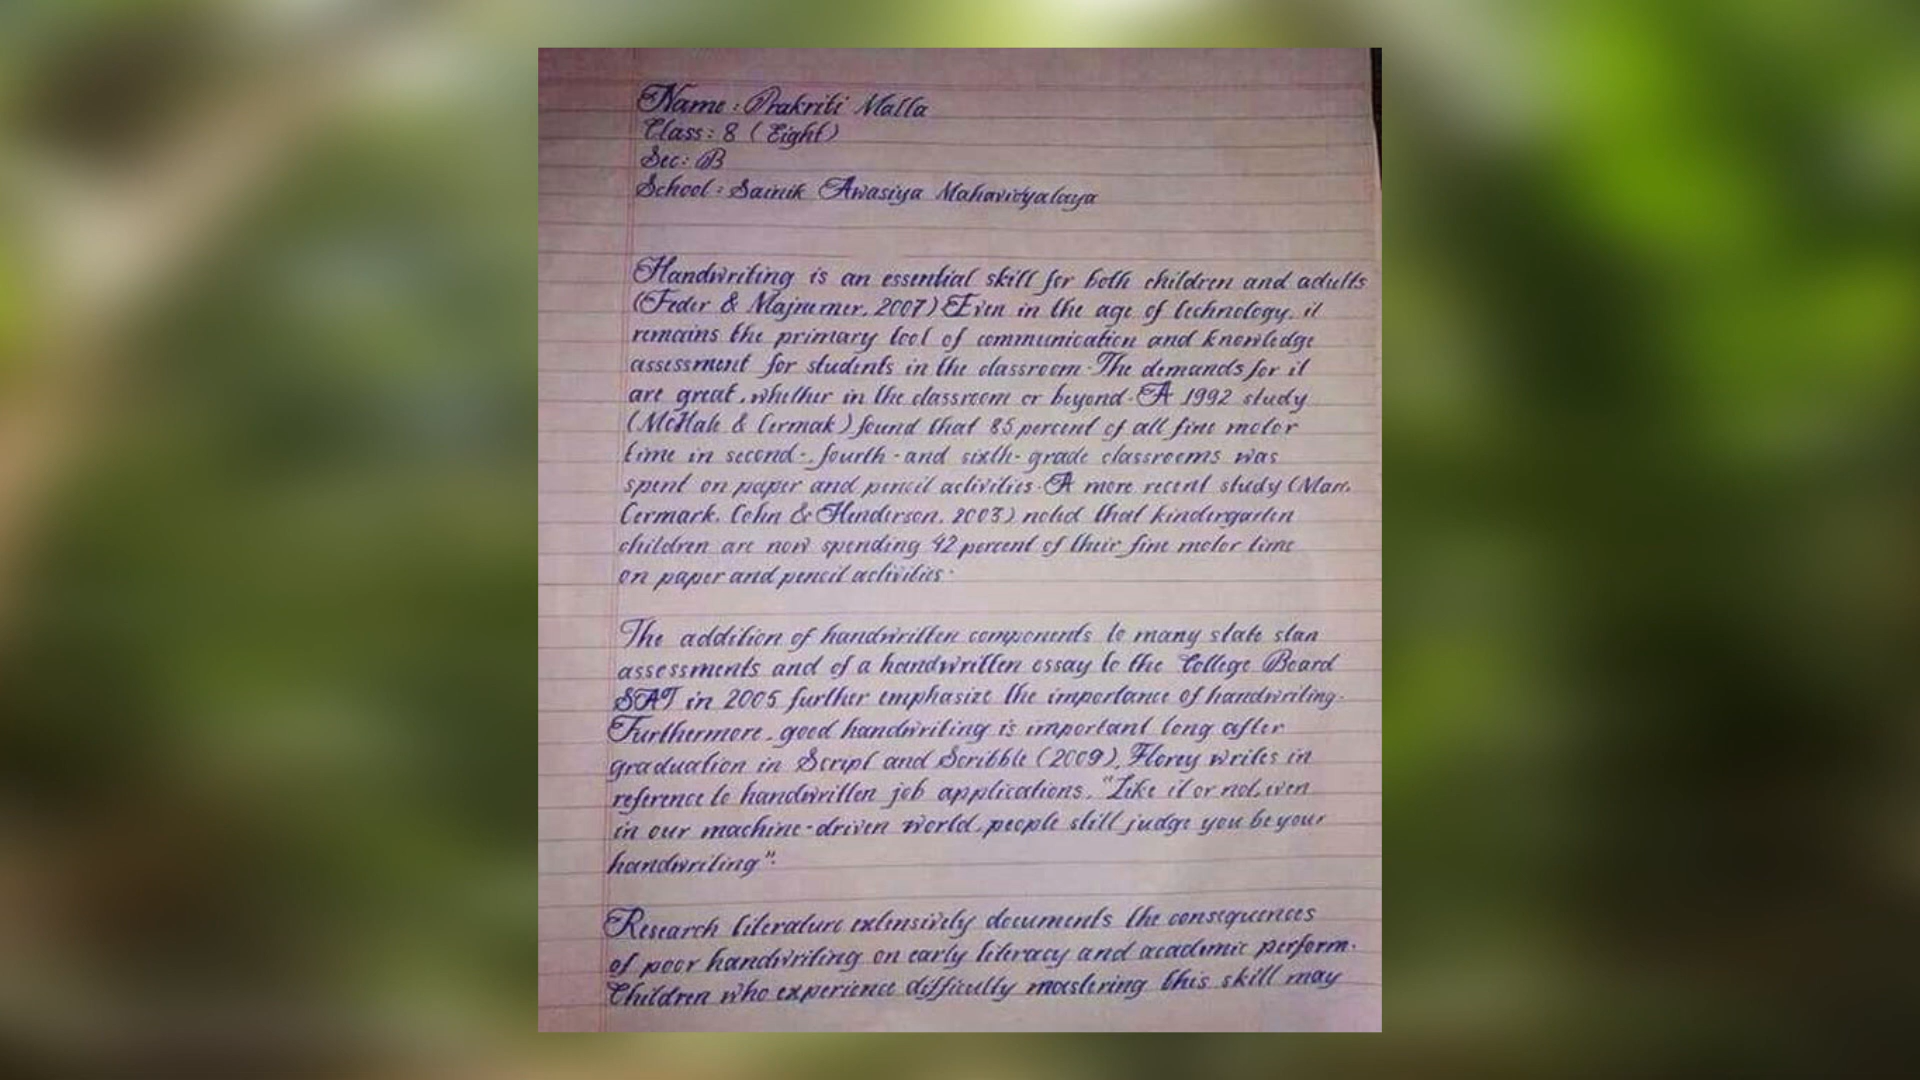 Name : Prakriti Malla
Class : 8 (Eight)
Sec : B
School : Sainik Awasiya Mahavidyalaya
Handwriting is an essential skill for both children and adults
(Feder & Majnemer, 2007) Even in the age of technology, it
remains the primary tool of communication and knowledge
assessment for students in the classroom. The demands for it
are great, whether in the classroom or beyond. A 1992 study
(McHale & Cermak) found that 85 percent of all fine motor
time in second-, fourth - and sixth- grade classrooms was
spent on paper and pencil activities. A more recent study (Marr,
Cermark, Cohn & Henderson, 2003) noted that kindergarten
children are now spending 42 percent of their fine motor time
on paper and pencil activities.
The addition of handwritten components to many state stan
assessments and of a handwritten essay to the College Board
SAT in 2005 further emphasize the importance of handwriting.
Furthermore, good handwriting is important long after
graduation in Script and Scribble (2009), Florey writes in
reference to handwritten job applications, "Like it or not, even
in our machine-driven world, people still judge you be your
handwriting".
Research literature extensively documents the consequences
of poor handwriting on early literacy and academic perform.
Children who experience difficulty mastering this skill may